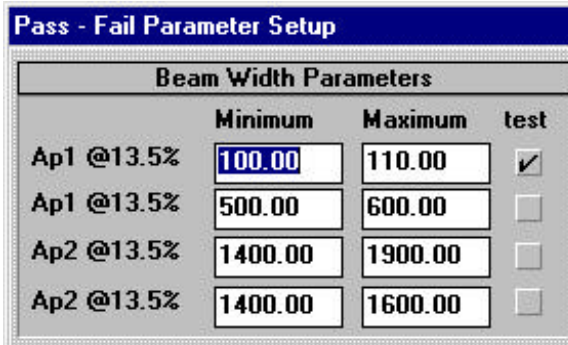 Pass - Fail Parameter Setup
Beam Width Parameters
Minimum Maximum test
Ap1 @13.5% 100.00 110.00
Ap1 @13.5% 500.00 600.00
Ap2 @13.5% 1400.00 1900.00
Ap2 @13.5% 1400.00 1600.00